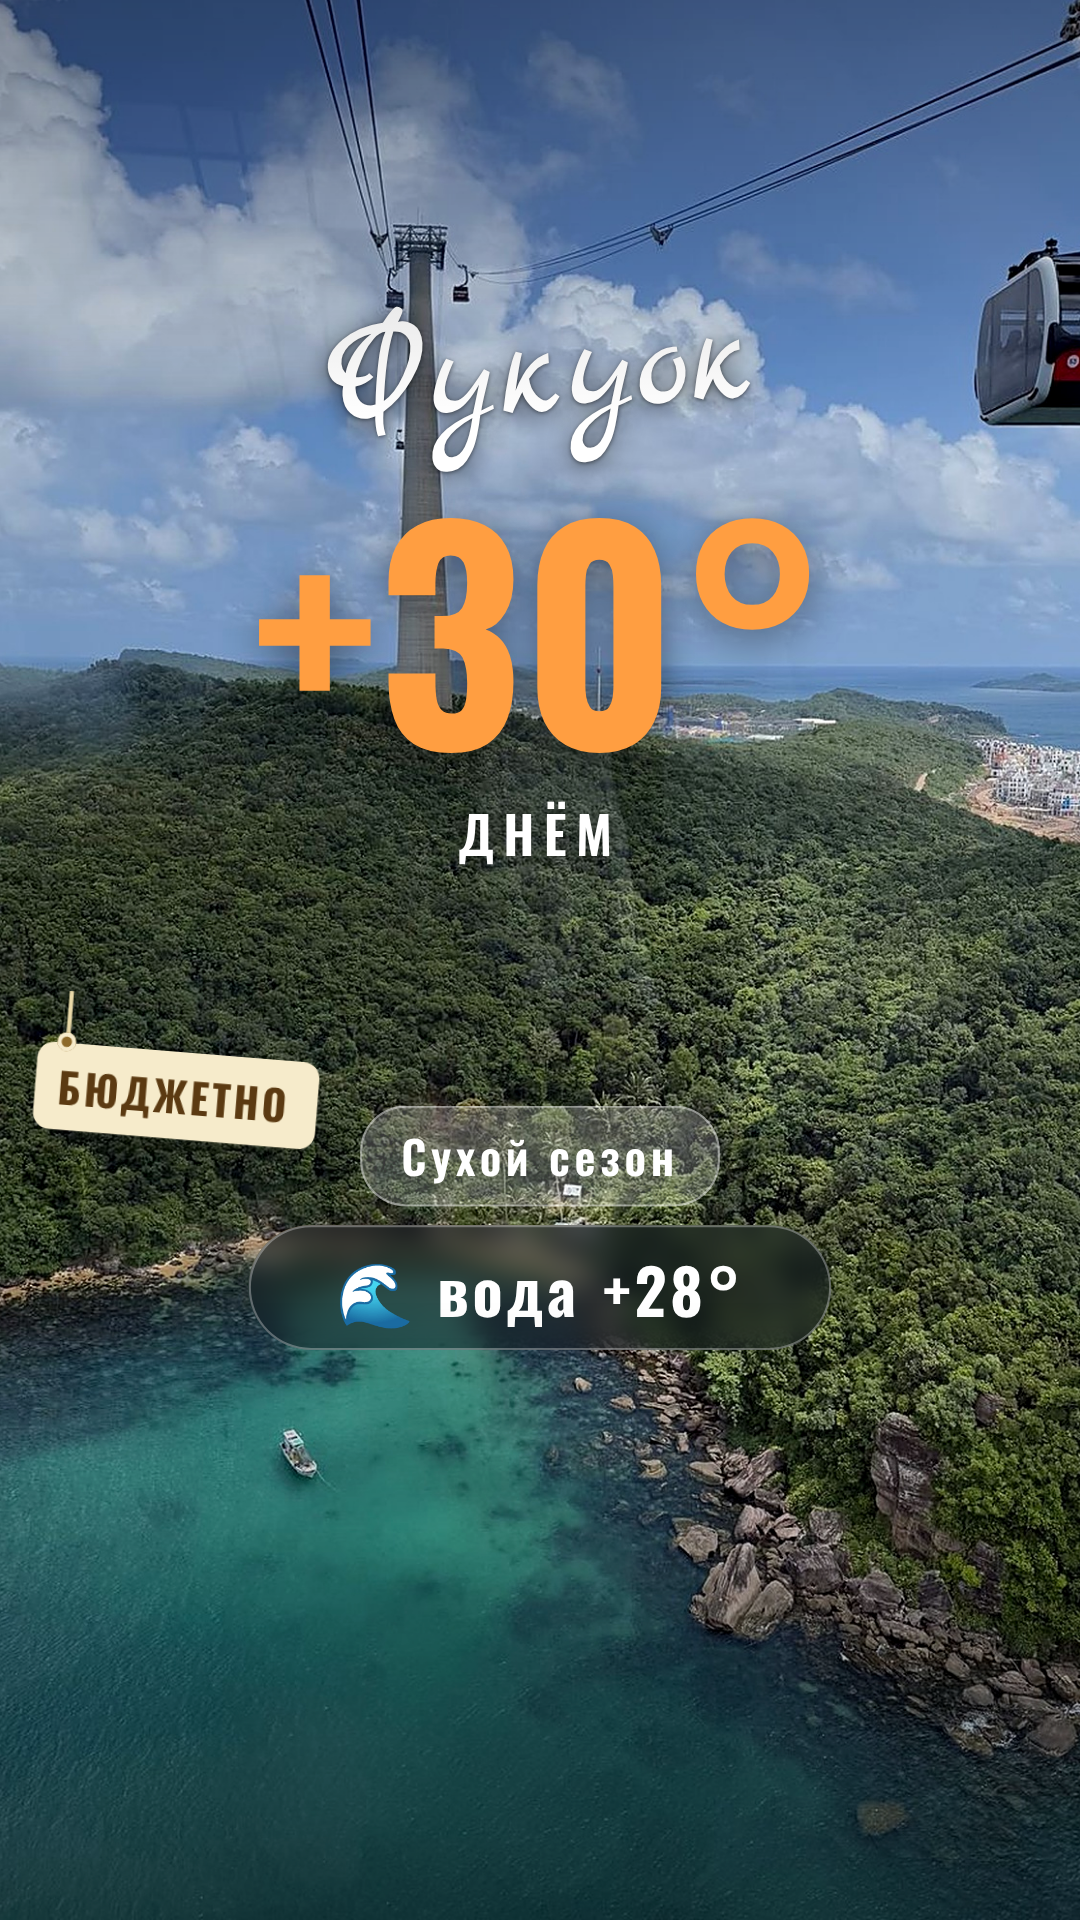 Фукуок
+30°
ДНЁМ
БЮДЖЕТНО
Сухой сезон
🌊 вода +28°